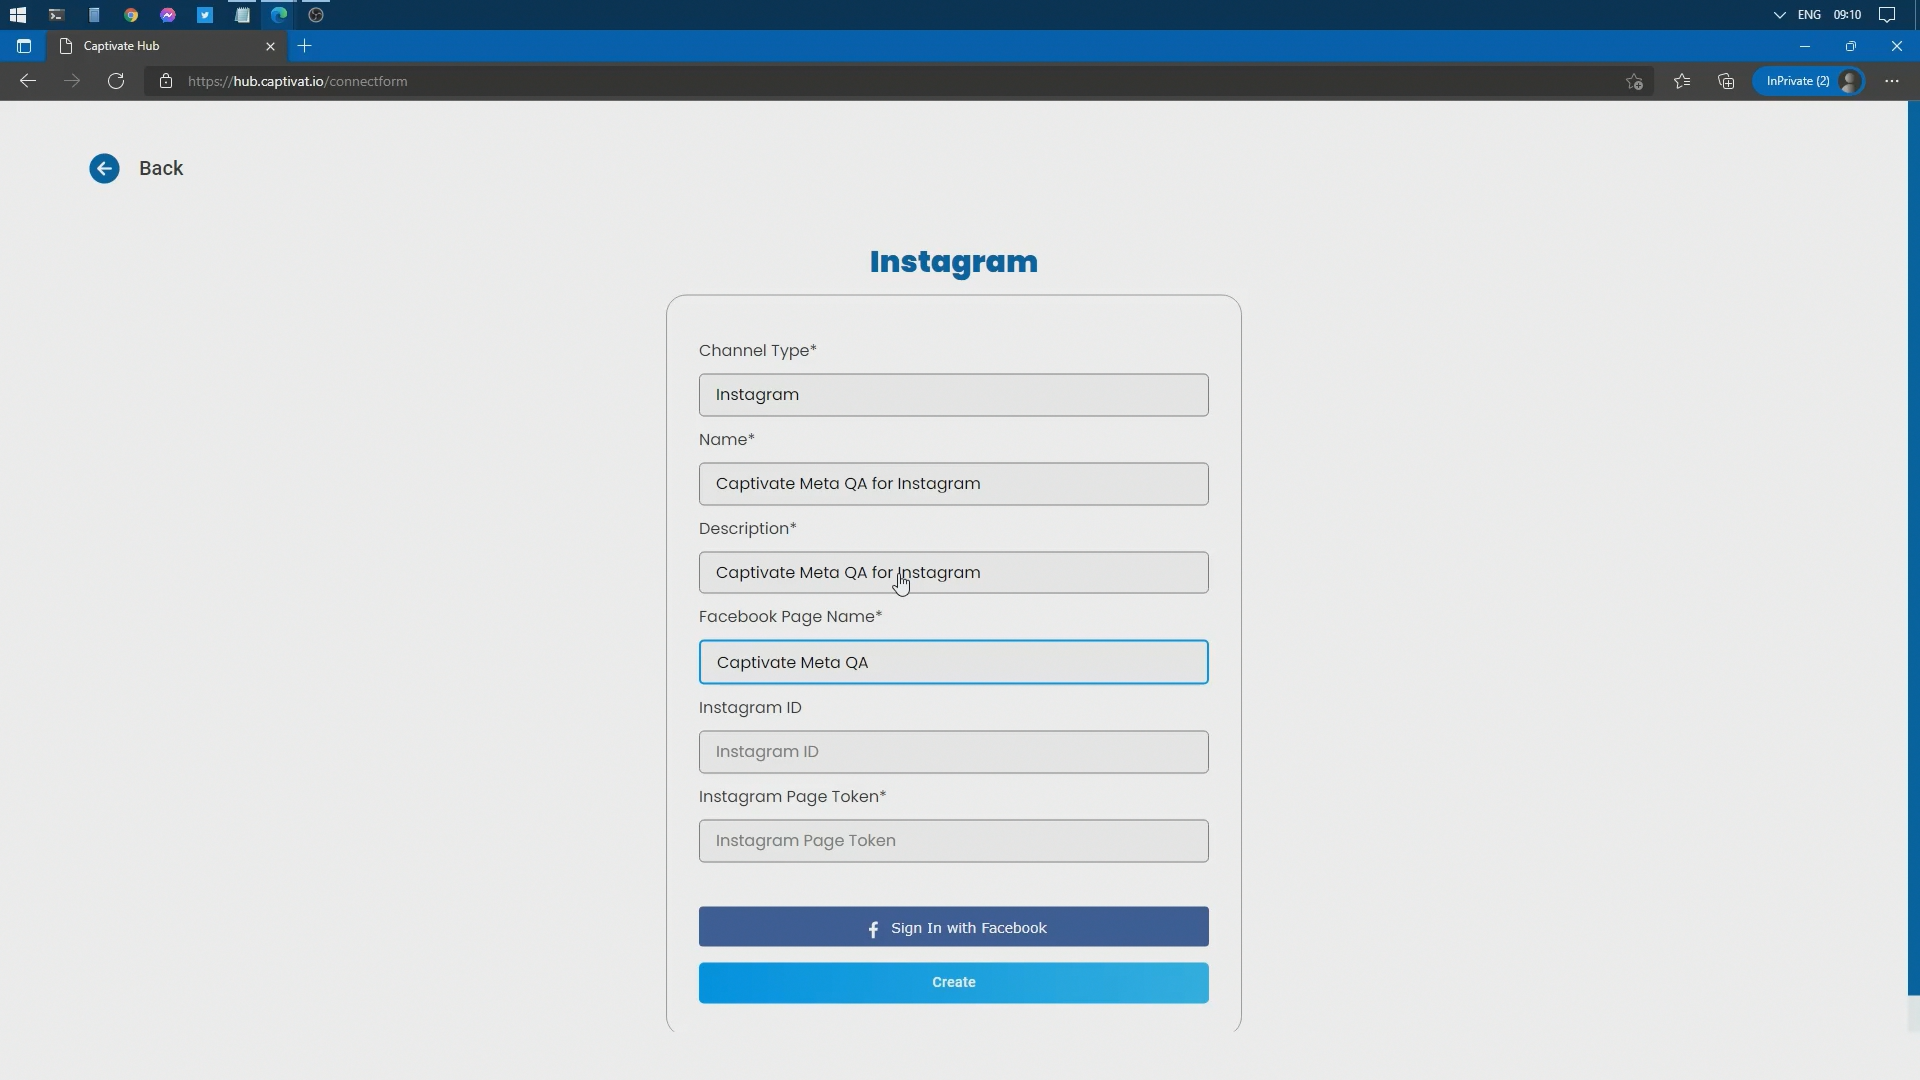 ENG 09:10
Captivate Hub
https://hub.captivat.io/connectform
InPrivate (2)
Back
Instagram
Channel Type*
Instagram
Name*
Captivate Meta QA for Instagram
Description*
Captivate Meta QA for Instagram
Facebook Page Name*
Captivate Meta QA
Instagram ID
Instagram ID
Instagram Page Token*
Instagram Page Token
Sign In with Facebook
Create